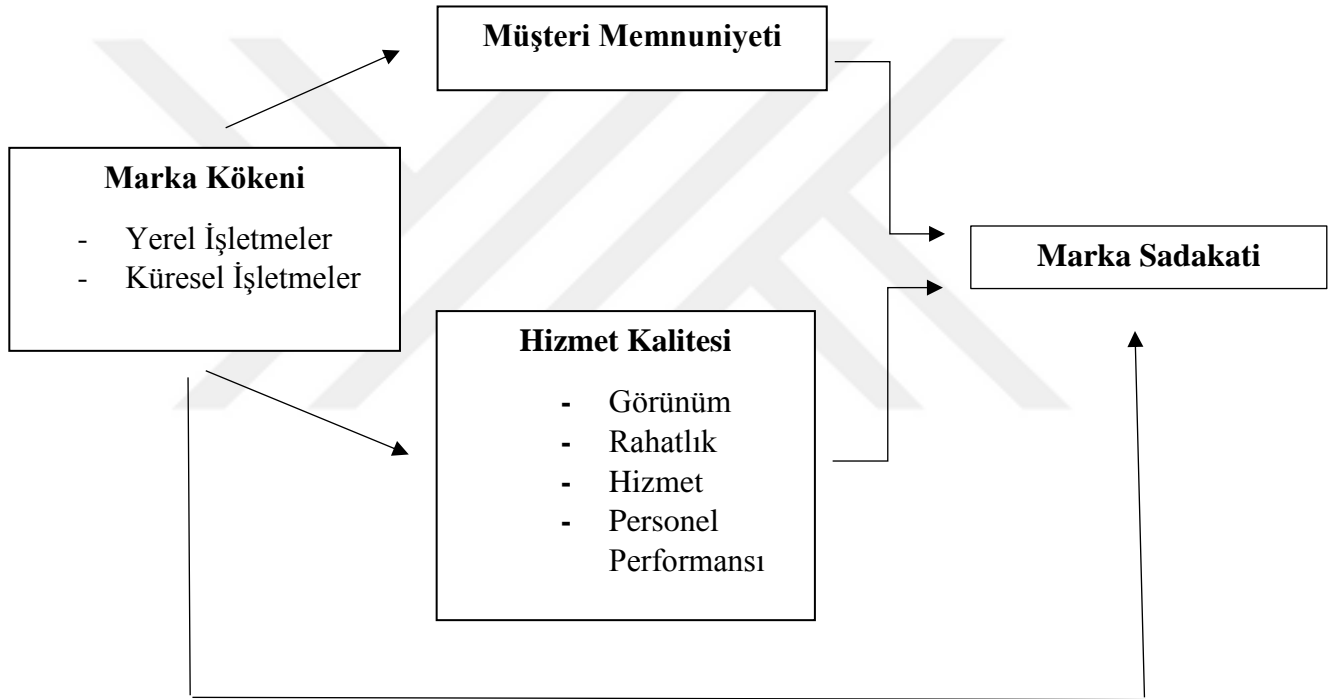 Müşteri Memnuniyeti
Marka Kökeni
- Yerel İşletmeler
- Küresel İşletmeler
Marka Sadakati
Hizmet Kalitesi
- Görünüm
- Rahatlık
- Hizmet
- Personel
Performansı